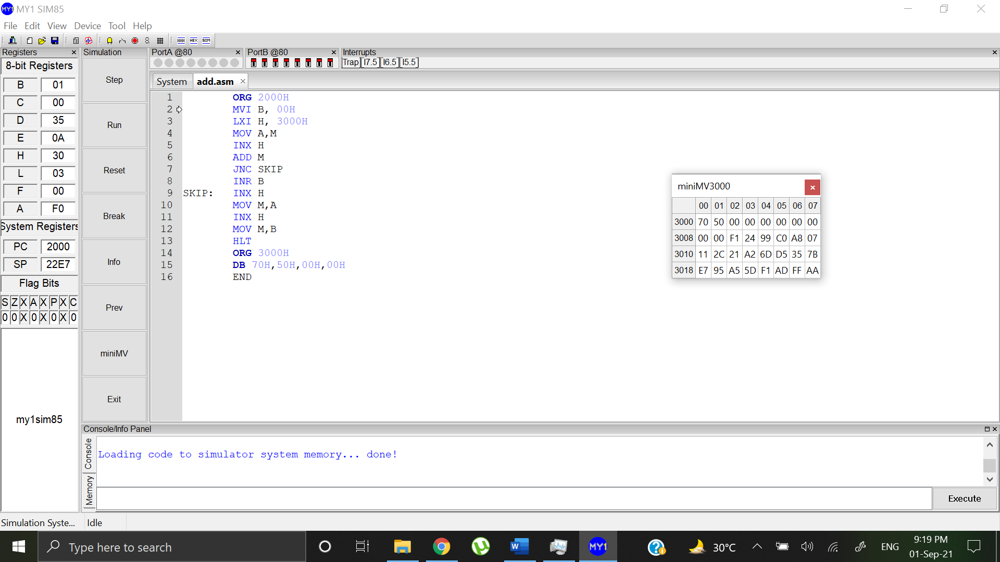 MY1 SIM85
File Edit View Device Tool Help
Registers
8-bit Registers
B 01
C 00
D 35
E 0A
H 30
L 03
F 00
A F0
System Registers
PC 2000
SP 22E7
Flag Bits
S Z X A X P X C
0 0 X 0 X 0 X 0
my1sim85
Simulation
Step
Run
Reset
Break
Info
Prev
miniMV
Exit
PortA @80
PortB @80
Interrupts
Trap I7.5 I6.5 I5.5
System add.asm
1 ORG 2000H
2 MVI B, 00H
3 LXI H, 3000H
4 MOV A,M
5 INX H
6 ADD M
7 JNC SKIP
8 INR B
9 SKIP: INX H
10 MOV M,A
11 INX H
12 MOV M,B
13 HLT
14 ORG 3000H
15 DB 70H,50H,00H,00H
16 END
miniMV3000
00 01 02 03 04 05 06 07
3000 70 50 00 00 00 00 00 00
3008 00 00 F1 24 99 C0 A8 07
3010 11 2C 21 A2 6D D5 35 7B
3018 E7 95 A5 5D F1 AD FF AA
Console/Info Panel
Console
Memory
Loading code to simulator system memory... done!
Execute
Simulation Syste... Idle
Type here to search
MY1
30°C
ENG
9:19 PM
01-Sep-21